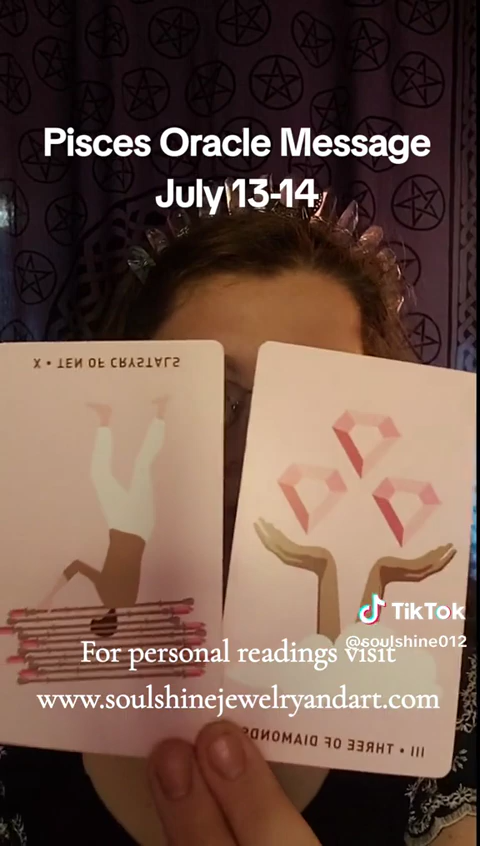 Pisces Oracle Message
July 13-14
X • TEN OF CRYSTALS
III • THREE OF DIAMONDS
TikTok
@soulshine012
For personal readings visit
www.soulshinejewelryandart.com